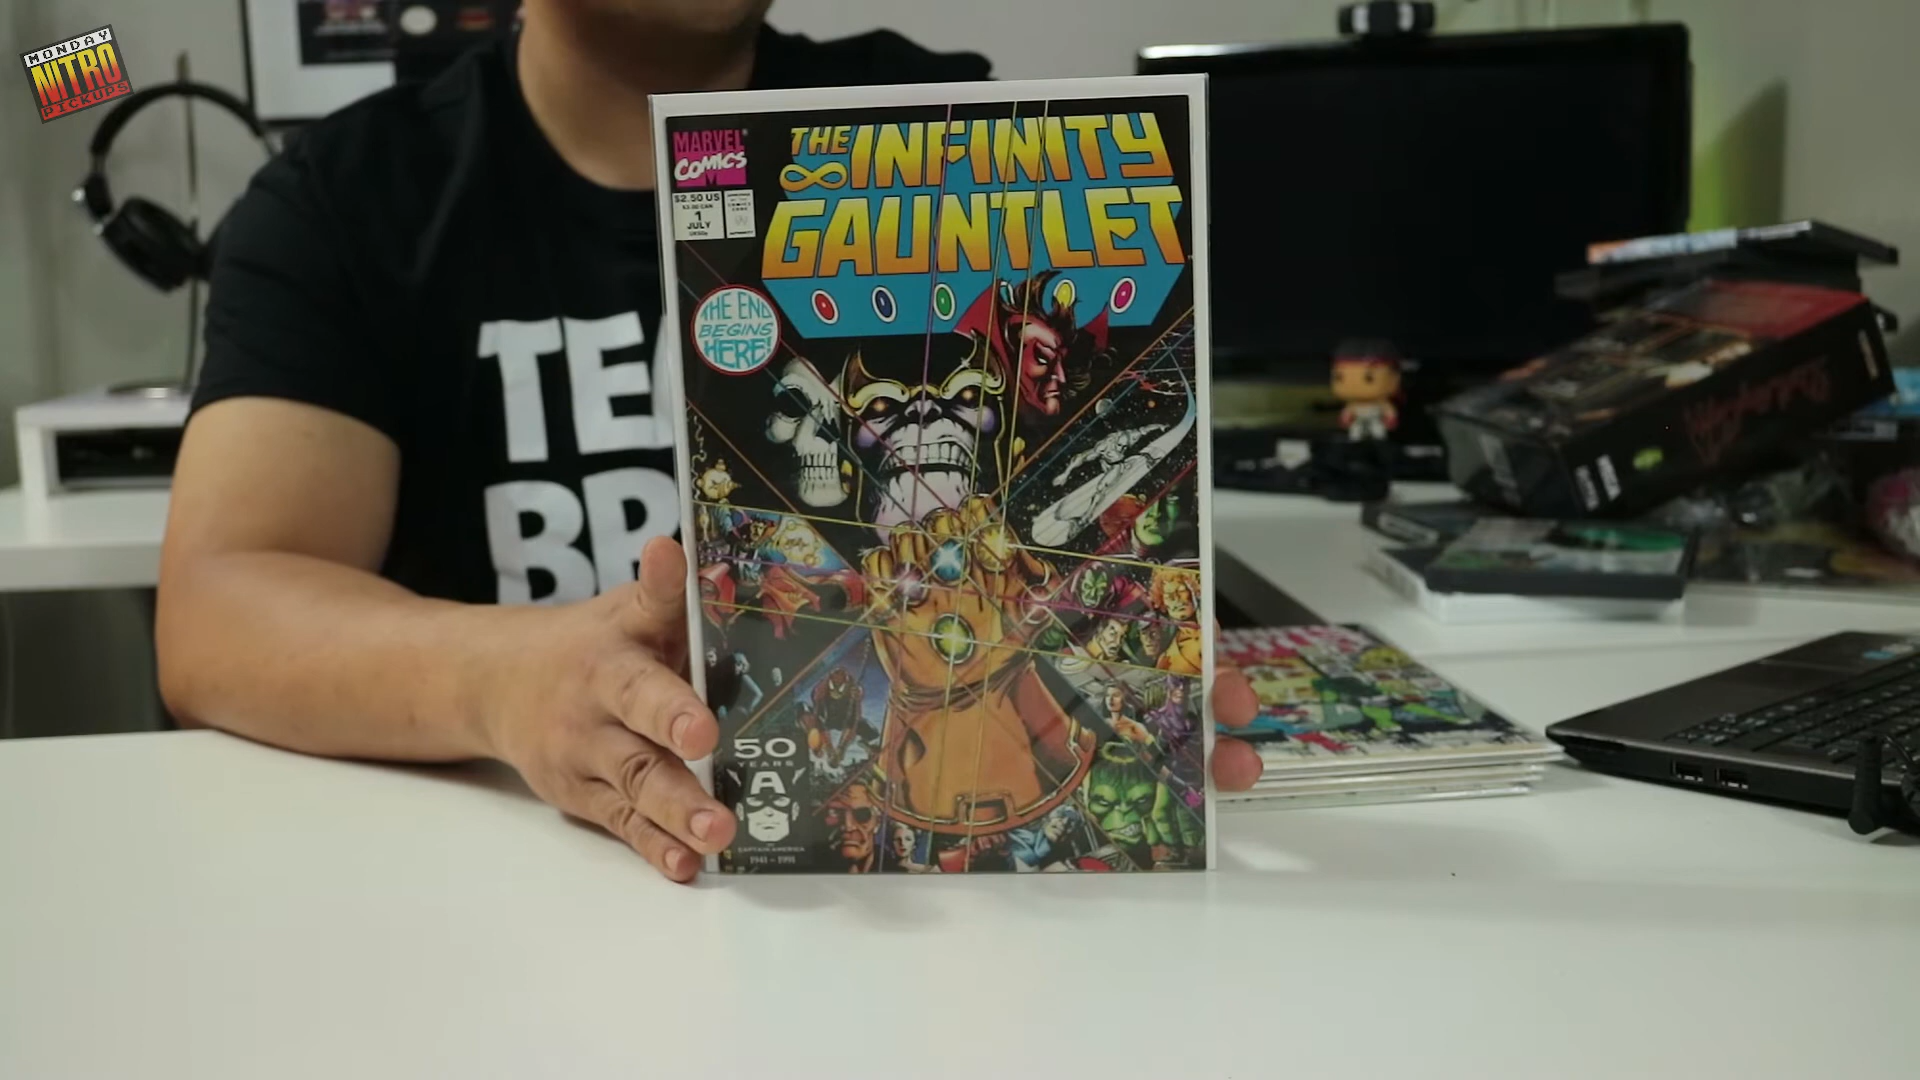 MONDAY
NITRO
PICKUPS
MARVEL
COMICS
$2.50 US
1
JULY
THE INFINITY
GAUNTLET
THE END
BEGINS
HERE!
TE
BR
50
YEARS
A
CAPTAIN AMERICA
1941 - 1991